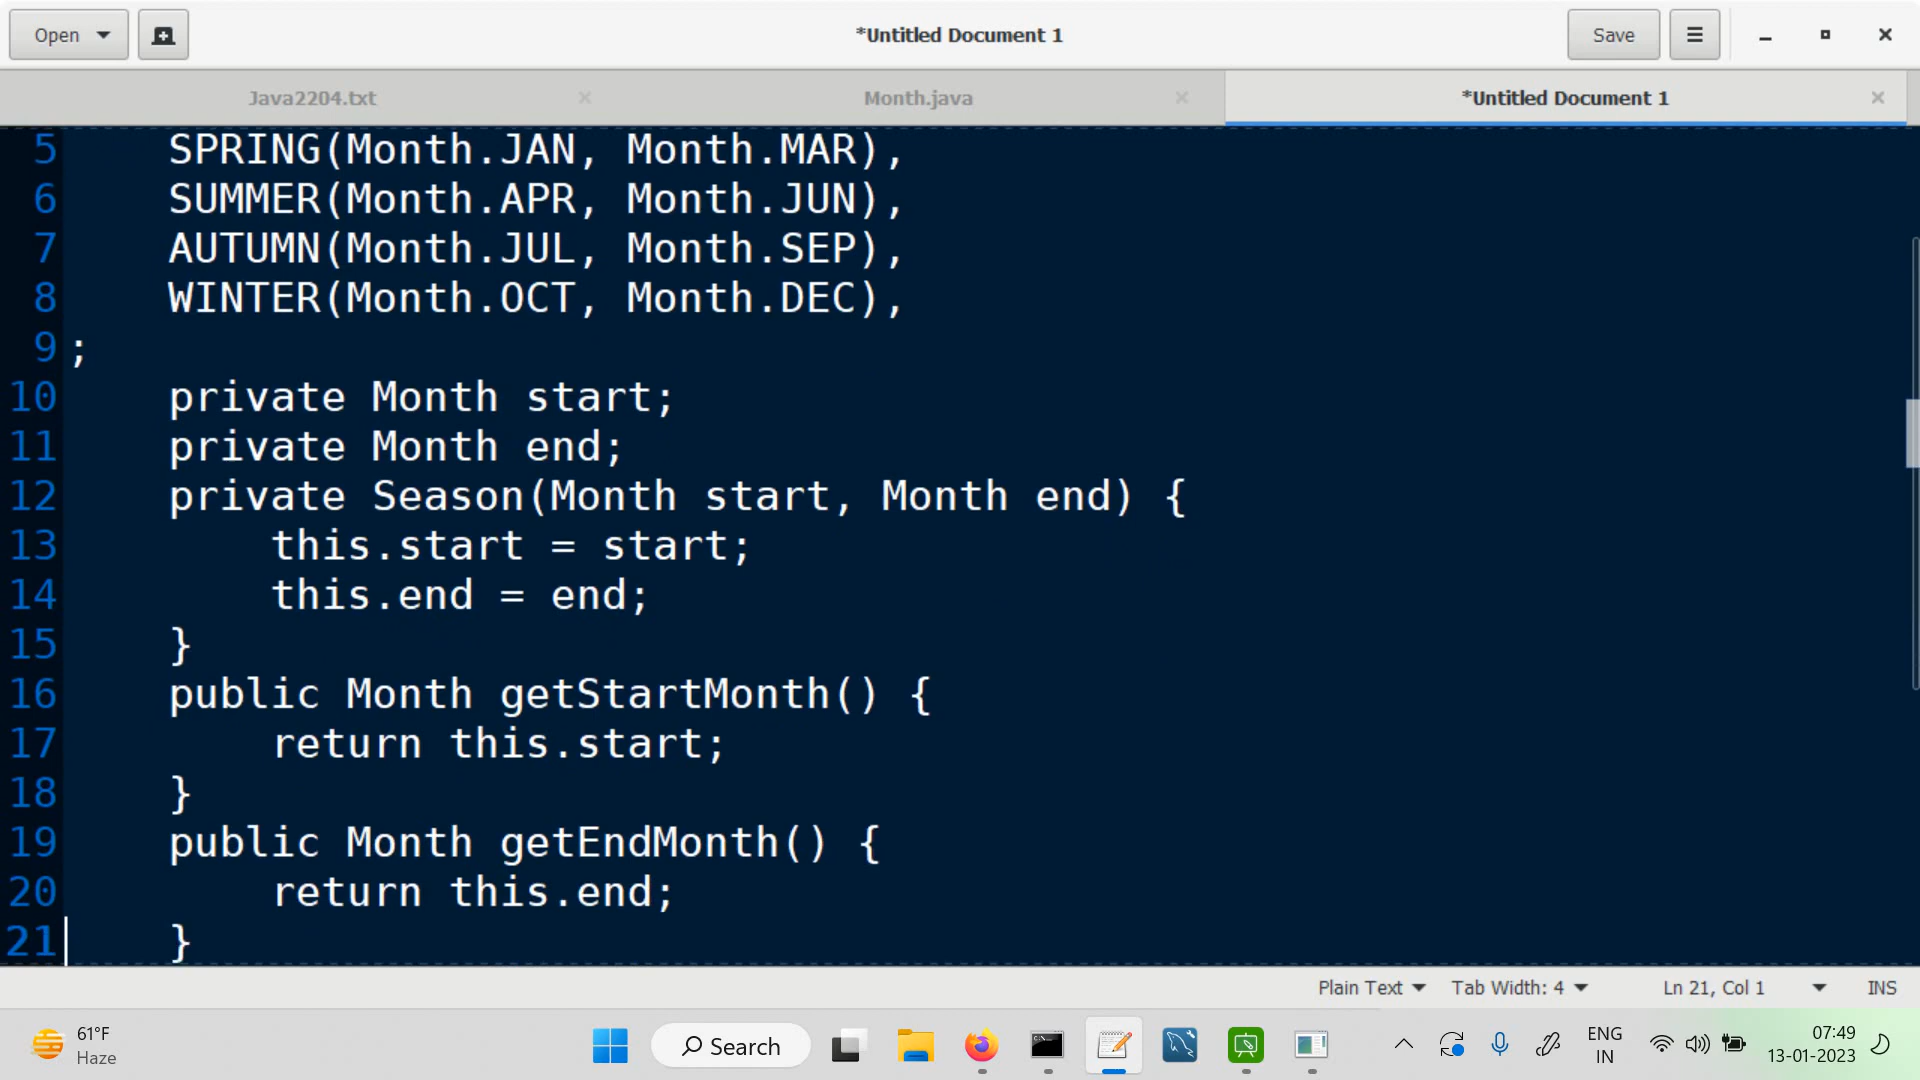 Open
*Untitled Document 1
Save
Java2204.txt
Month.java
*Untitled Document 1
5 SPRING(Month.JAN, Month.MAR),
6 SUMMER(Month.APR, Month.JUN),
7 AUTUMN(Month.JUL, Month.SEP),
8 WINTER(Month.OCT, Month.DEC),
9 ;
10 private Month start;
11 private Month end;
12 private Season(Month start, Month end) {
13 this.start = start;
14 this.end = end;
15 }
16 public Month getStartMonth() {
17 return this.start;
18 }
19 public Month getEndMonth() {
20 return this.end;
21 }
Plain Text
Tab Width: 4
Ln 21, Col 1
INS
61°F
Haze
Search
ENG
IN
07:49
13-01-2023